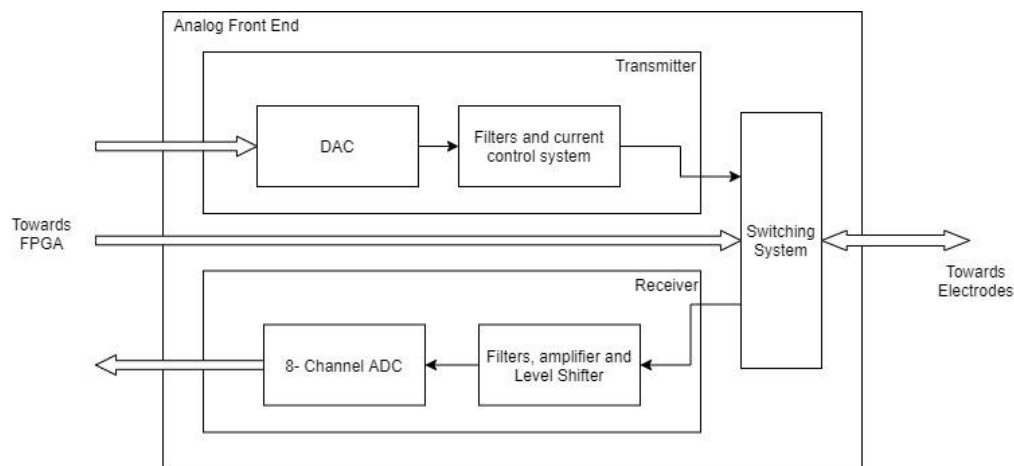 Analog Front End
Transmitter
DAC
Filters and current
control system
Towards
FPGA
Switching
System
Towards
Electrodes
Receiver
8- Channel ADC
Filters, amplifier and
Level Shifter